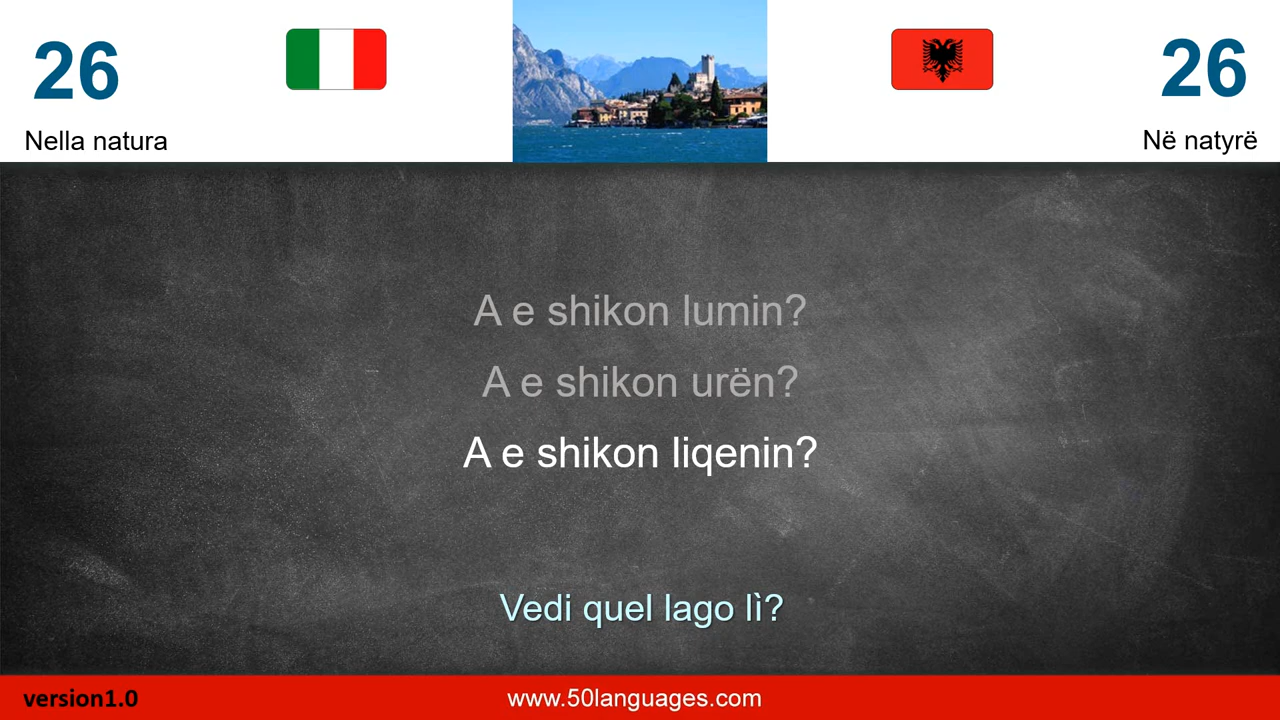 26
26
Nella natura
Në natyrë
A e shikon lumin?
A e shikon urën?
A e shikon liqenin?
Vedi quel lago lì?
version1.0
www.50languages.com